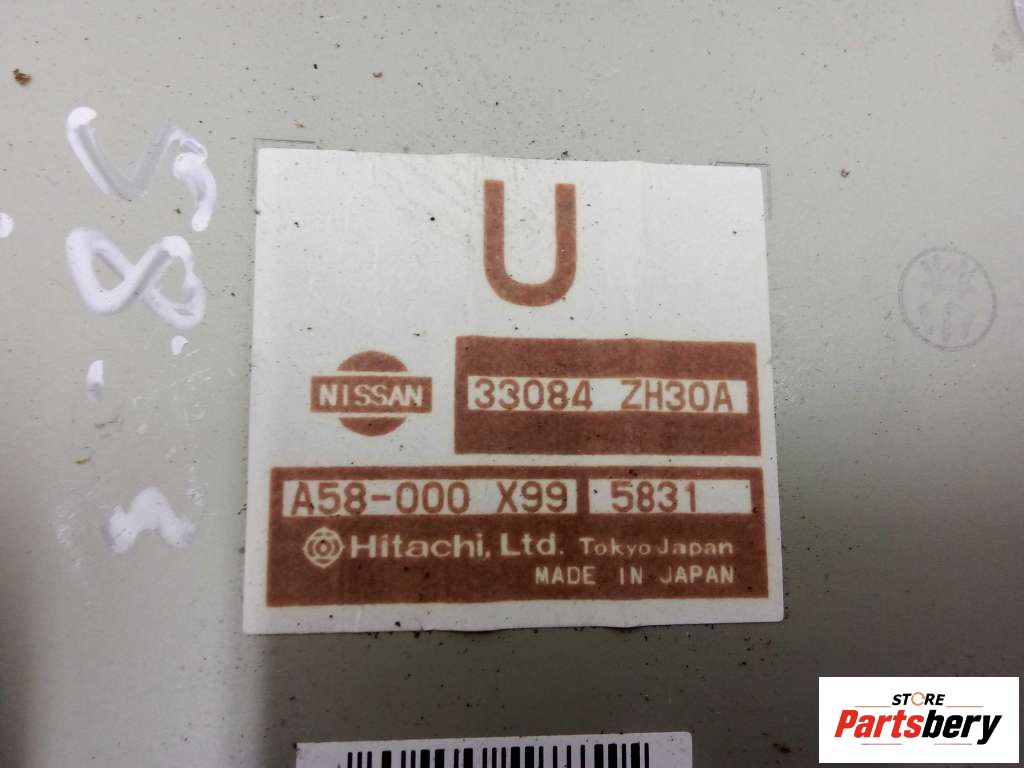 U
NISSAN
33084 ZH30A
A58-000 X99 5831
Hitachi, Ltd. Tokyo Japan
MADE IN JAPAN
STORE
Partsbery